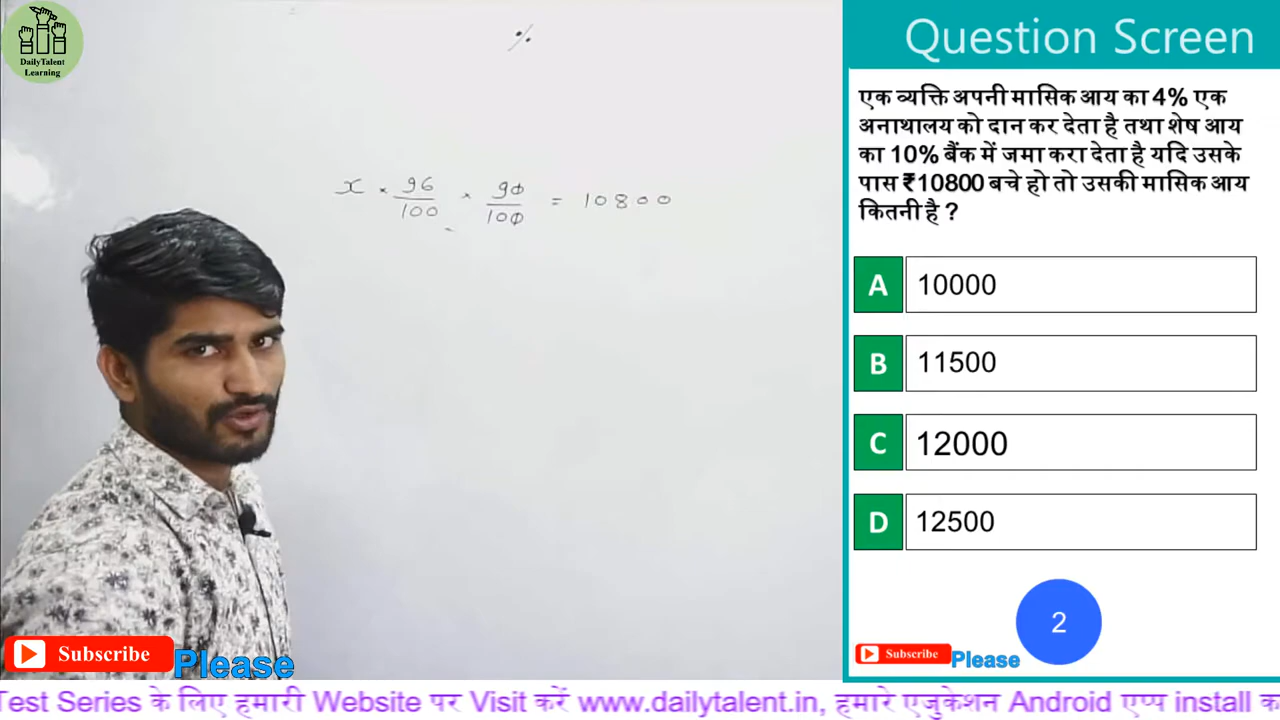 DailyTalent
Learning
%
x × 96/100 × 90/100 = 10800
Question Screen
एक व्यक्ति अपनी मासिक आय का 4% एक
अनाथालय को दान कर देता है तथा शेष आय
का 10% बैंक में जमा करा देता है यदि उसके
पास ₹10800 बचे हो तो उसकी मासिक आय
कितनी है ?
A 10000
B 11500
C 12000
D 12500
2
Subscribe Please
Subscribe Please
Test Series के लिए हमारी Website पर Visit करें www.dailytalent.in, हमारे एजुकेशन Android एप्प install क